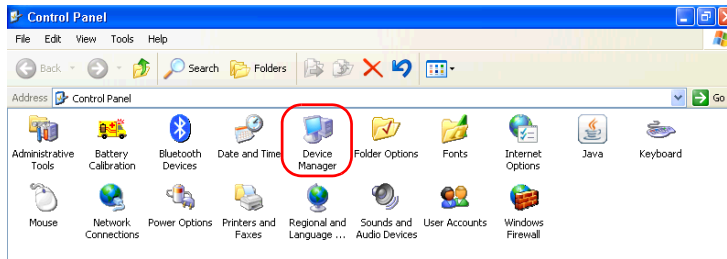 Control Panel
File Edit View Tools Help
Back Search Folders
Address Control Panel Go
Administrative Tools
Battery Calibration
Bluetooth Devices
Date and Time
Device Manager
Folder Options
Fonts
Internet Options
Java
Keyboard
Mouse
Network Connections
Power Options
Printers and Faxes
Regional and Language ...
Sounds and Audio Devices
User Accounts
Windows Firewall